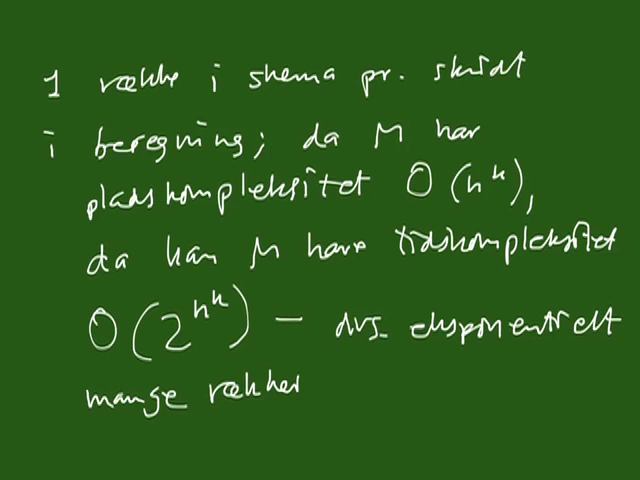 1 række i skema pr. skridt
i beregning; da M har
pladskompleksitet O(n^k),
da kan M have tidskompleksitet
O(2^{n^k}) - dvs. eksponentielt
mange rækker